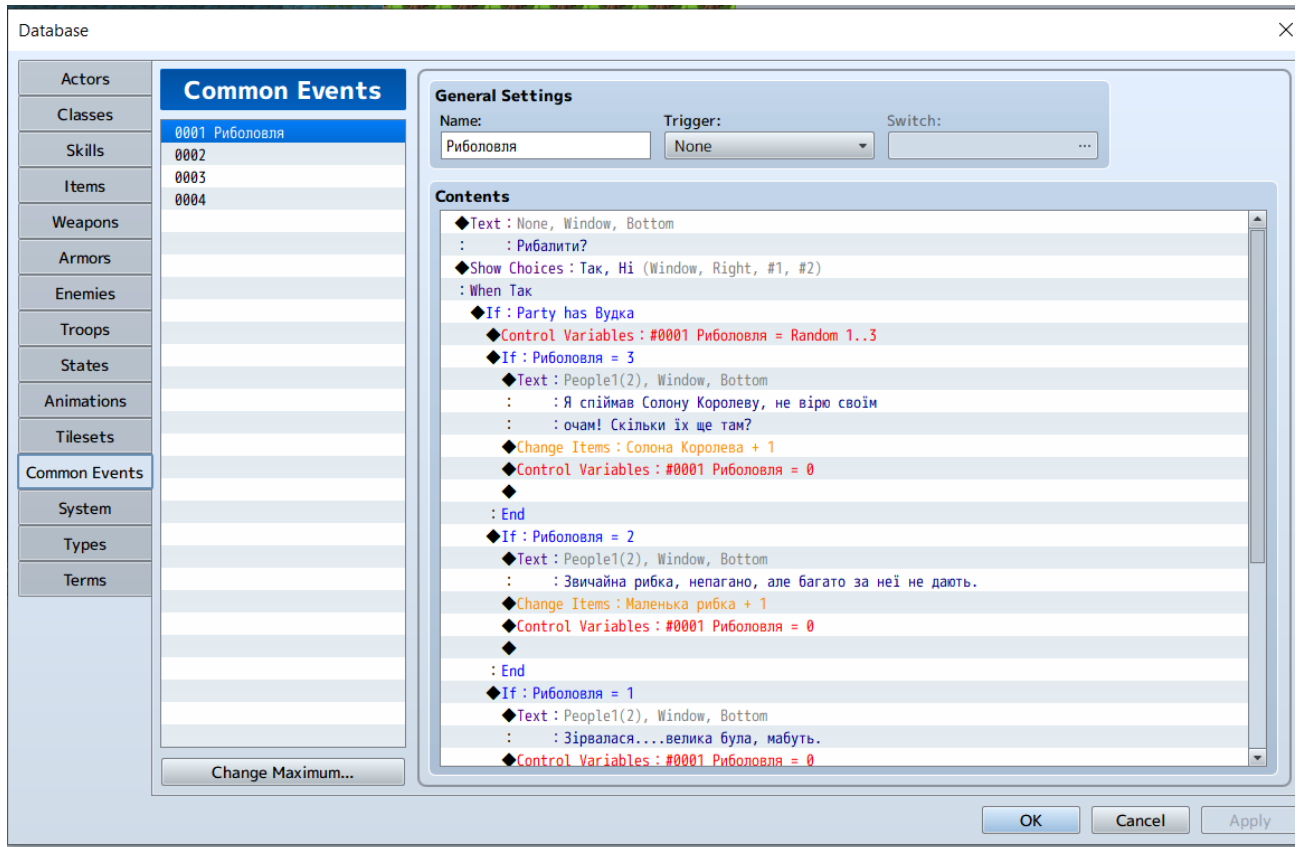 Database
Actors
Classes
Skills
Items
Weapons
Armors
Enemies
Troops
States
Animations
Tilesets
Common Events
System
Types
Terms
Common Events
0001 Риболовля
0002
0003
0004
Change Maximum...
General Settings
Name:
Trigger:
Switch:
Риболовля
None
...
Contents
◆Text：None, Window, Bottom
：　　：Рибалити?
◆Show Choices：Так, Ні (Window, Right, #1, #2)
：When Так
◆If：Party has Вудка
◆Control Variables：#0001 Риболовля = Random 1..3
◆If：Риболовля = 3
◆Text：People1(2), Window, Bottom
：　　：Я спіймав Солону Королеву, не вірю своїм
：　　：очам! Скільки їх ще там?
◆Change Items：Солона Королева + 1
◆Control Variables：#0001 Риболовля = 0
◆
：End
◆If：Риболовля = 2
◆Text：People1(2), Window, Bottom
：　　：Звичайна рибка, непагано, але багато за неї не дають.
◆Change Items：Маленька рибка + 1
◆Control Variables：#0001 Риболовля = 0
◆
：End
◆If：Риболовля = 1
◆Text：People1(2), Window, Bottom
：　　：Зірвалася....велика була, мабуть.
◆Control Variables：#0001 Риболовля = 0
OK
Cancel
Apply